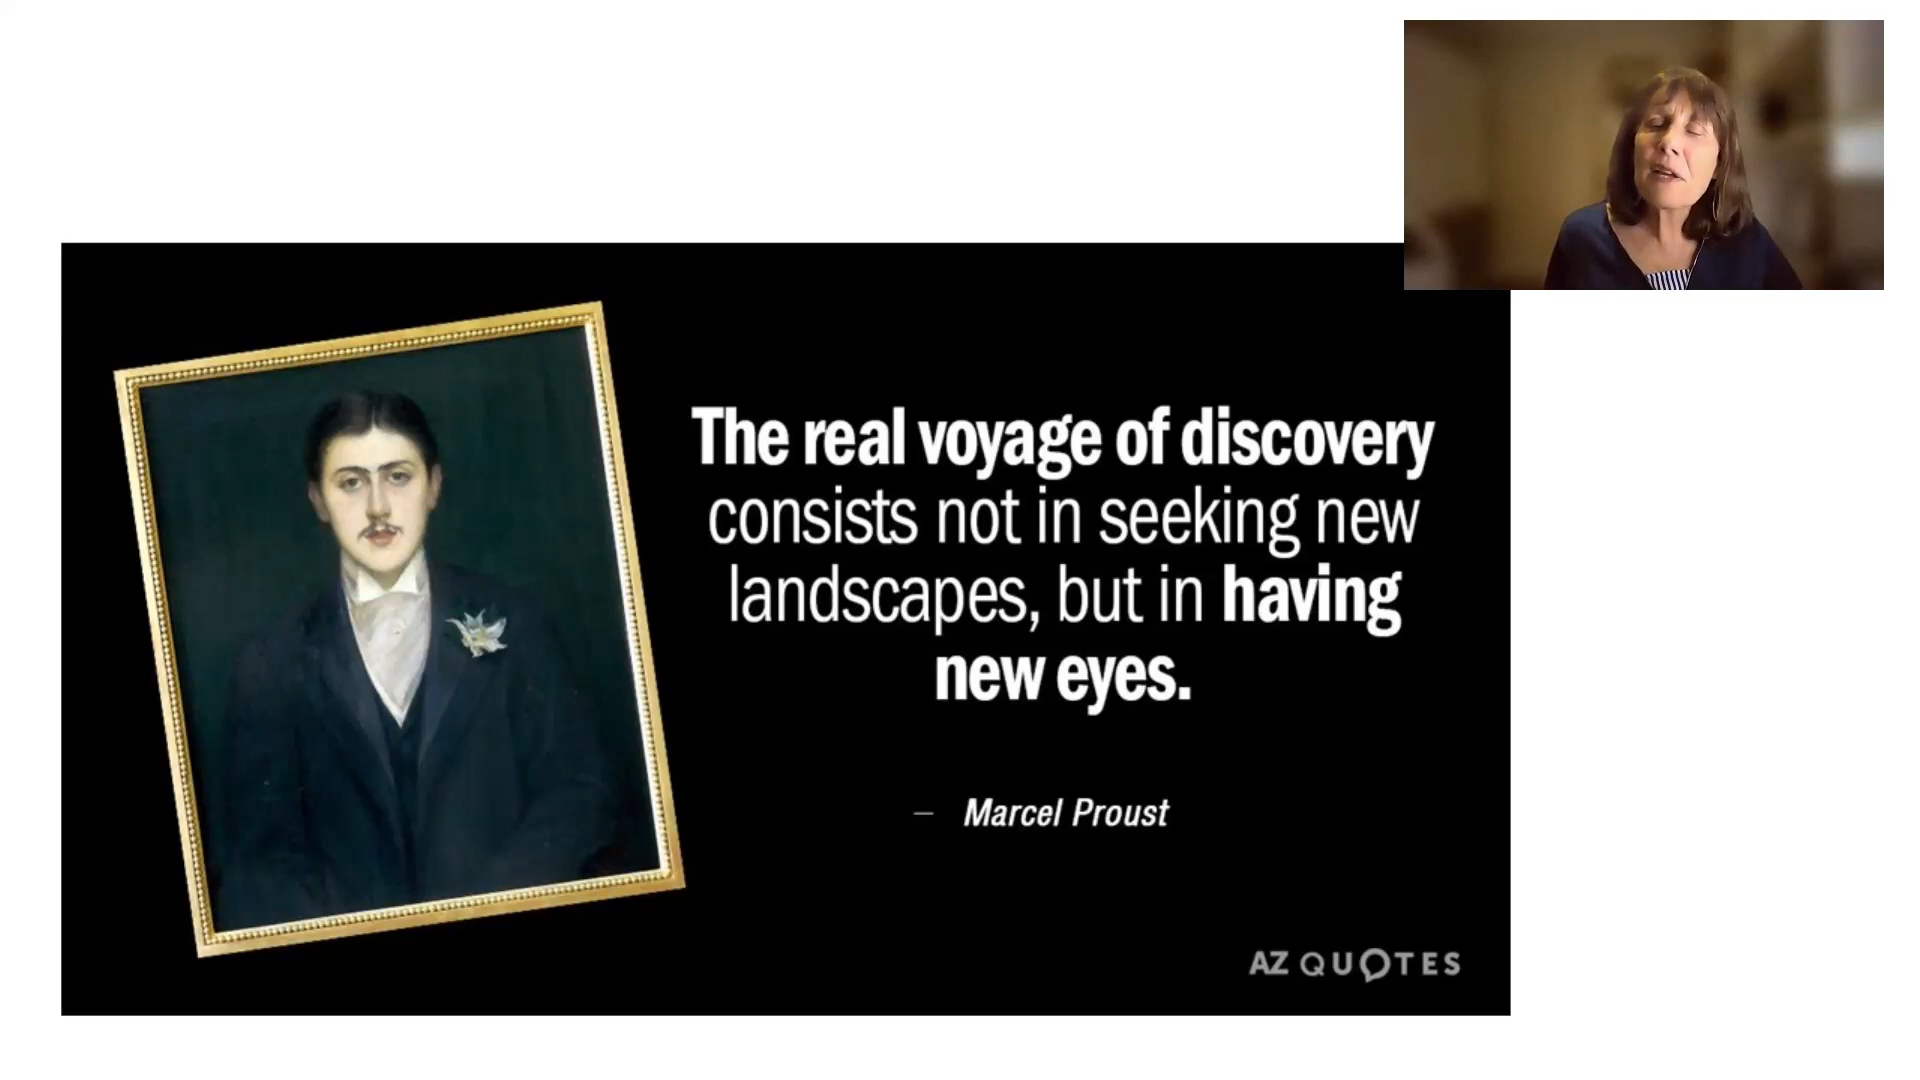 The real voyage of discovery
consists not in seeking new
landscapes, but in having
new eyes.
– Marcel Proust
AZ QUOTES